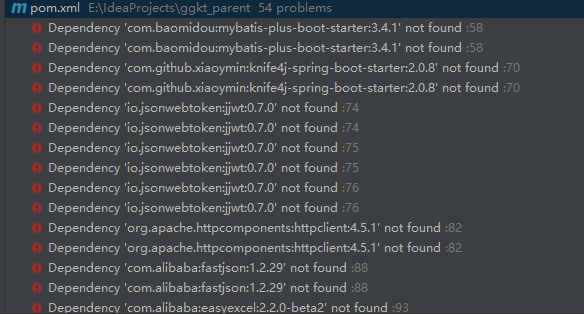 m pom.xml E:\IdeaProjects\ggkt_parent 54 problems
Dependency 'com.baomidou:mybatis-plus-boot-starter:3.4.1' not found :58
Dependency 'com.baomidou:mybatis-plus-boot-starter:3.4.1' not found :58
Dependency 'com.github.xiaoymin:knife4j-spring-boot-starter:2.0.8' not found :70
Dependency 'com.github.xiaoymin:knife4j-spring-boot-starter:2.0.8' not found :70
Dependency 'io.jsonwebtoken:jjwt:0.7.0' not found :74
Dependency 'io.jsonwebtoken:jjwt:0.7.0' not found :74
Dependency 'io.jsonwebtoken:jjwt:0.7.0' not found :75
Dependency 'io.jsonwebtoken:jjwt:0.7.0' not found :75
Dependency 'io.jsonwebtoken:jjwt:0.7.0' not found :76
Dependency 'io.jsonwebtoken:jjwt:0.7.0' not found :76
Dependency 'org.apache.httpcomponents:httpclient:4.5.1' not found :82
Dependency 'org.apache.httpcomponents:httpclient:4.5.1' not found :82
Dependency 'com.alibaba:fastjson:1.2.29' not found :88
Dependency 'com.alibaba:fastjson:1.2.29' not found :88
Dependency 'com.alibaba:easyexcel:2.2.0-beta2' not found :93